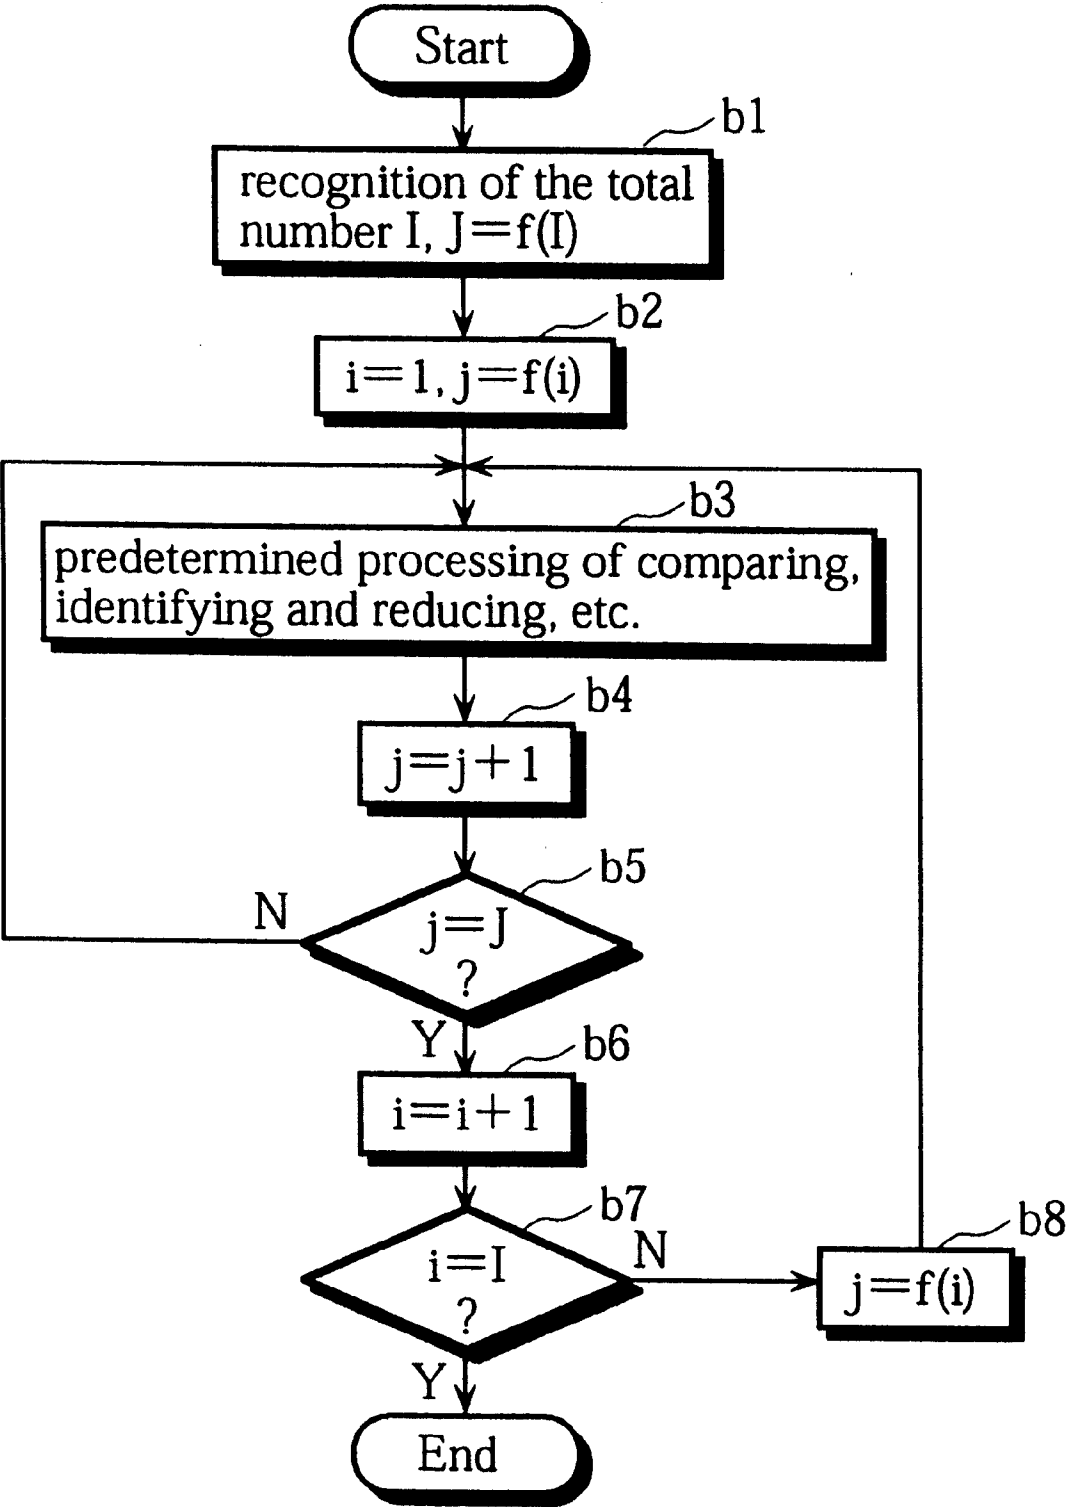 Start
b1
recognition of the total
number I, J=f(I)
b2
i=1, j=f(i)
b3
predetermined processing of comparing,
identifying and reducing, etc.
b4
j=j+1
b5
N
j=J
?
Y
b6
i=i+1
b7
N
i=I
?
b8
j=f(i)
Y
End